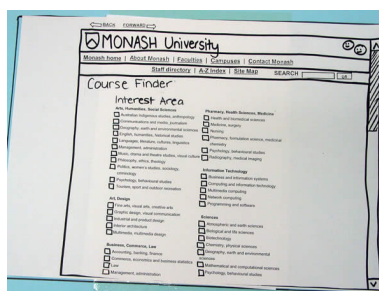 BACK FORWARD
MONASH University
Monash home | About Monash | Faculties | Campuses | Contact Monash
Staff directory | A-Z index | Site Map SEARCH
Course Finder
Interest Area
Arts, Humanities, Social Sciences
Australian indigenous studies, anthropology
Communications and media, journalism
Geography, earth and environmental sciences
English, humanities, historical studies
Languages, literature, cultures, linguistics
Management, administration
Music, drama and theatre studies, visual culture
Philosophy, ethics, theology
Politics, women's studies, sociology,
criminology
Psychology, behavioural studies
Tourism, sport and outdoor recreation
Art, Design
Fine arts, visual arts, creative arts
Graphic design, visual communication
Industrial and product design
Interior architecture
Multimedia, multimedia design
Business, Commerce, Law
Accounting, banking, finance
Commerce, economics and business statistics
Law
Management, administration
Pharmacy, Health Sciences, Medicine
Health and biomedical sciences
Medicine, surgery
Nursing
Pharmacy, formulation science, medicinal
chemistry
Psychology, behavioural studies
Radiography, medical imaging
Information Technology
Business and information systems
Computing and information technology
Multimedia computing
Network computing
Programming and software
Sciences
Atmospheric and earth sciences
Biological and life sciences
Biotechnology
Chemistry, physical sciences
Geography, earth and environmental
sciences
Mathematical and computational sciences
Psychology, behavioural studies